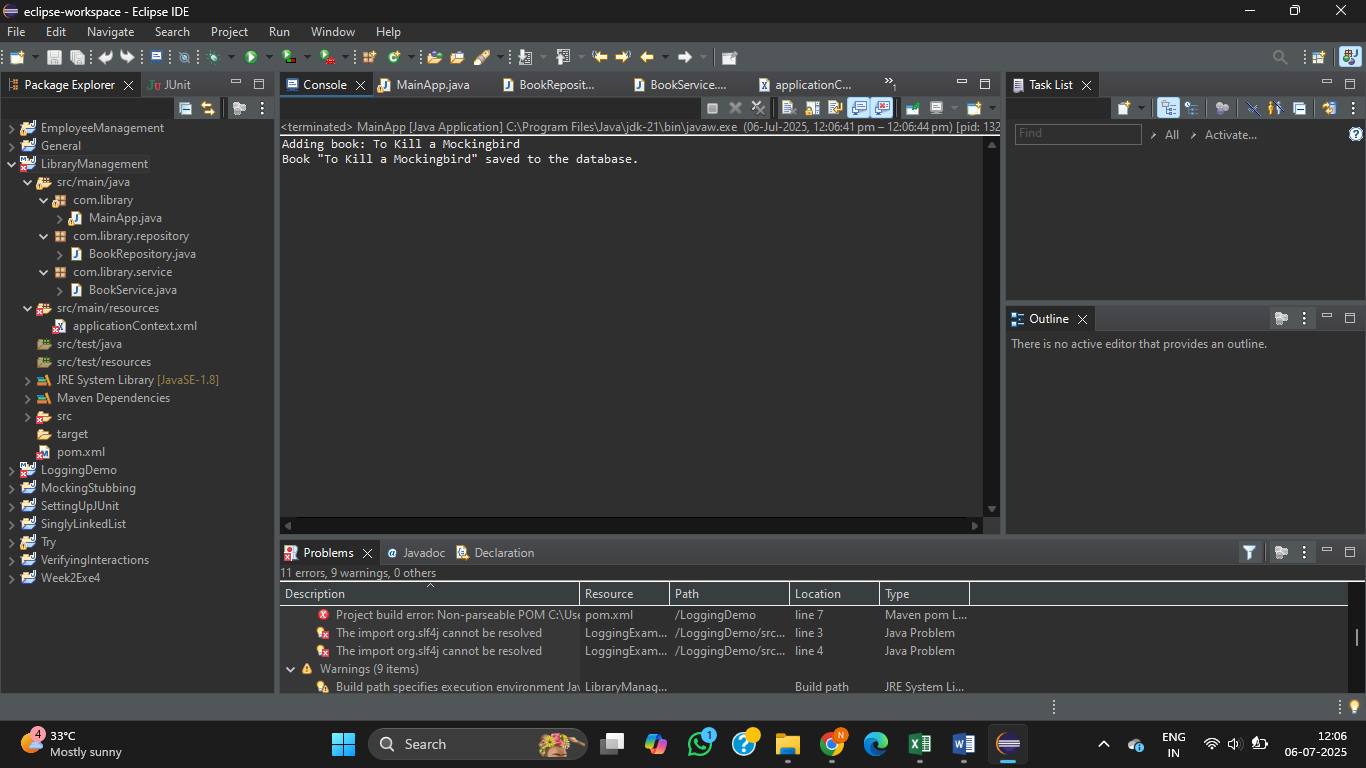 eclipse-workspace - Eclipse IDE
File Edit Navigate Search Project Run Window Help
Package Explorer JUnit
EmployeeManagement
General
LibraryManagement
src/main/java
com.library
MainApp.java
com.library.repository
BookRepository.java
com.library.service
BookService.java
src/main/resources
applicationContext.xml
src/test/java
src/test/resources
JRE System Library [JavaSE-1.8]
Maven Dependencies
src
target
pom.xml
LoggingDemo
MockingStubbing
SettingUpJUnit
SinglyLinkedList
Try
VerifyingInteractions
Week2Exe4
Console MainApp.java BookReposit... BookService.... applicationC...
<terminated> MainApp [Java Application] C:\Program Files\Java\jdk-21\bin\javaw.exe (06-Jul-2025, 12:06:41 pm – 12:06:44 pm) [pid: 132
Adding book: To Kill a Mockingbird
Book "To Kill a Mockingbird" saved to the database.
Task List
Find All Activate...
Outline
There is no active editor that provides an outline.
Problems Javadoc Declaration
11 errors, 9 warnings, 0 others
Description Resource Path Location Type
Project build error: Non-parseable POM C:\Use pom.xml /LoggingDemo line 7 Maven pom L...
The import org.slf4j cannot be resolved LoggingExam... /LoggingDemo/src... line 3 Java Problem
The import org.slf4j cannot be resolved LoggingExam... /LoggingDemo/src... line 4 Java Problem
Warnings (9 items)
Build path specifies execution environment Jav LibraryManag... Build path JRE System Li...
4
33°C
Mostly sunny
Search
1
N
ENG
IN
12:06
06-07-2025